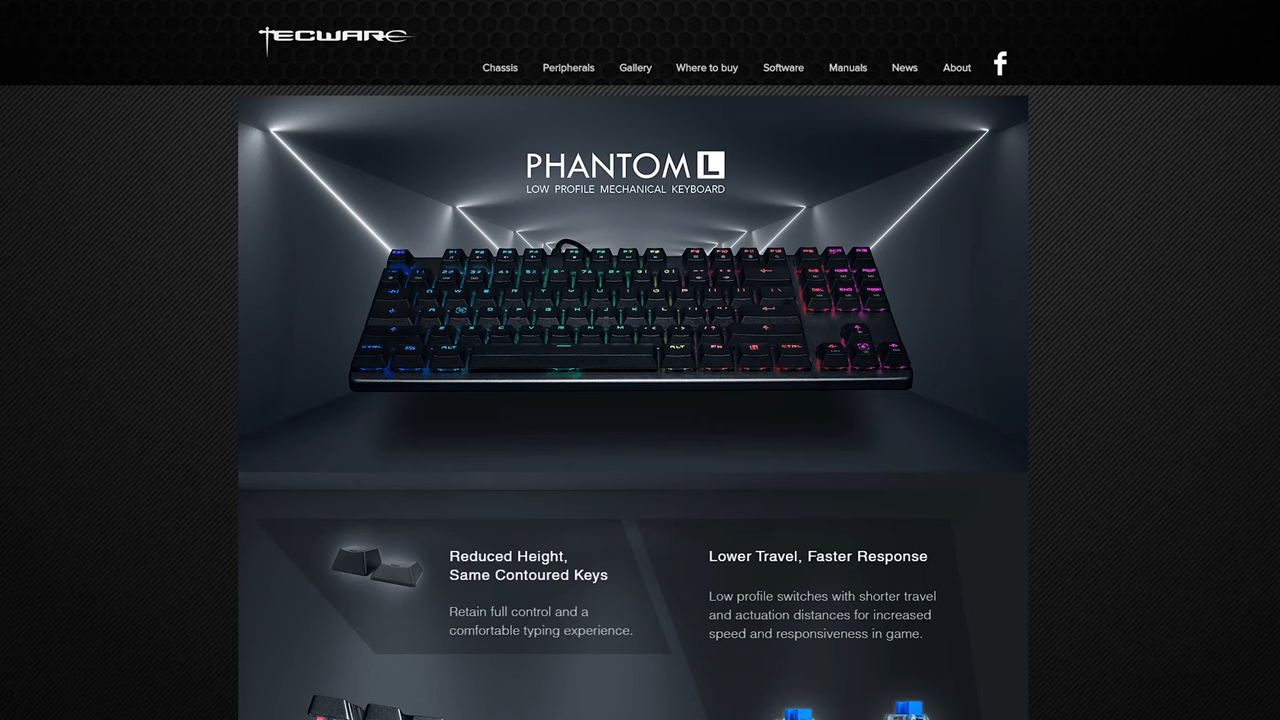 TECWARE
Chassis Peripherals Gallery Where to buy Software Manuals News About
f
PHANTOM L
LOW PROFILE MECHANICAL KEYBOARD
Reduced Height,
Same Contoured Keys
Retain full control and a
comfortable typing experience.
Lower Travel, Faster Response
Low profile switches with shorter travel
and actuation distances for increased
speed and responsiveness in game.